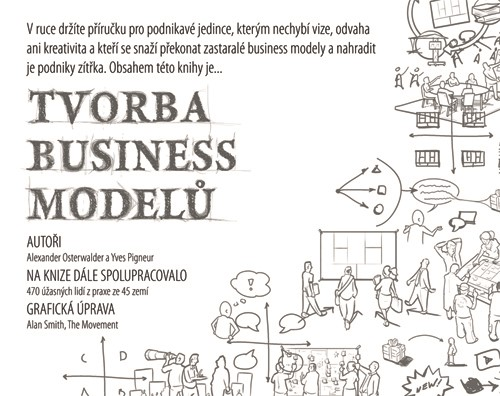 V ruce držíte příručku pro podnikavé jedince, kterým nechybí vize, odvaha
ani kreativita a kteří se snaží překonat zastaralé business modely a nahradit
je podniky zítřka. Obsahem této knihy je...
TVORBA
BUSINESS
MODELŮ
AUTOŘI
Alexander Osterwalder a Yves Pigneur
NA KNIZE DÁLE SPOLUPRACOVALO
470 úžasných lidí z praxe ze 45 zemí
GRAFICKÁ ÚPRAVA
Alan Smith, The Movement
C D
NEW!